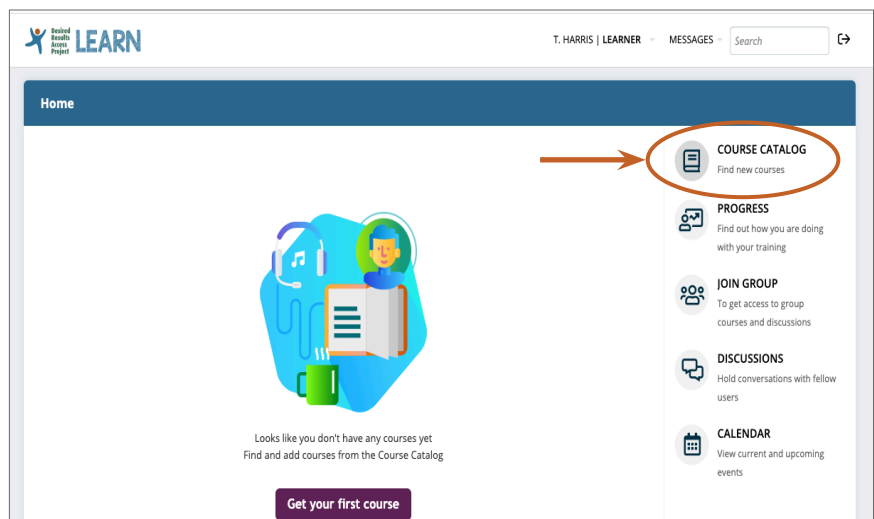 Desired
Results
Access
Project
LEARN
T. HARRIS | LEARNER
MESSAGES
Search
Home
COURSE CATALOG
Find new courses
PROGRESS
Find out how you are doing
with your training
JOIN GROUP
To get access to group
courses and discussions
DISCUSSIONS
Hold conversations with fellow
users
CALENDAR
View current and upcoming
events
Looks like you don't have any courses yet
Find and add courses from the Course Catalog
Get your first course